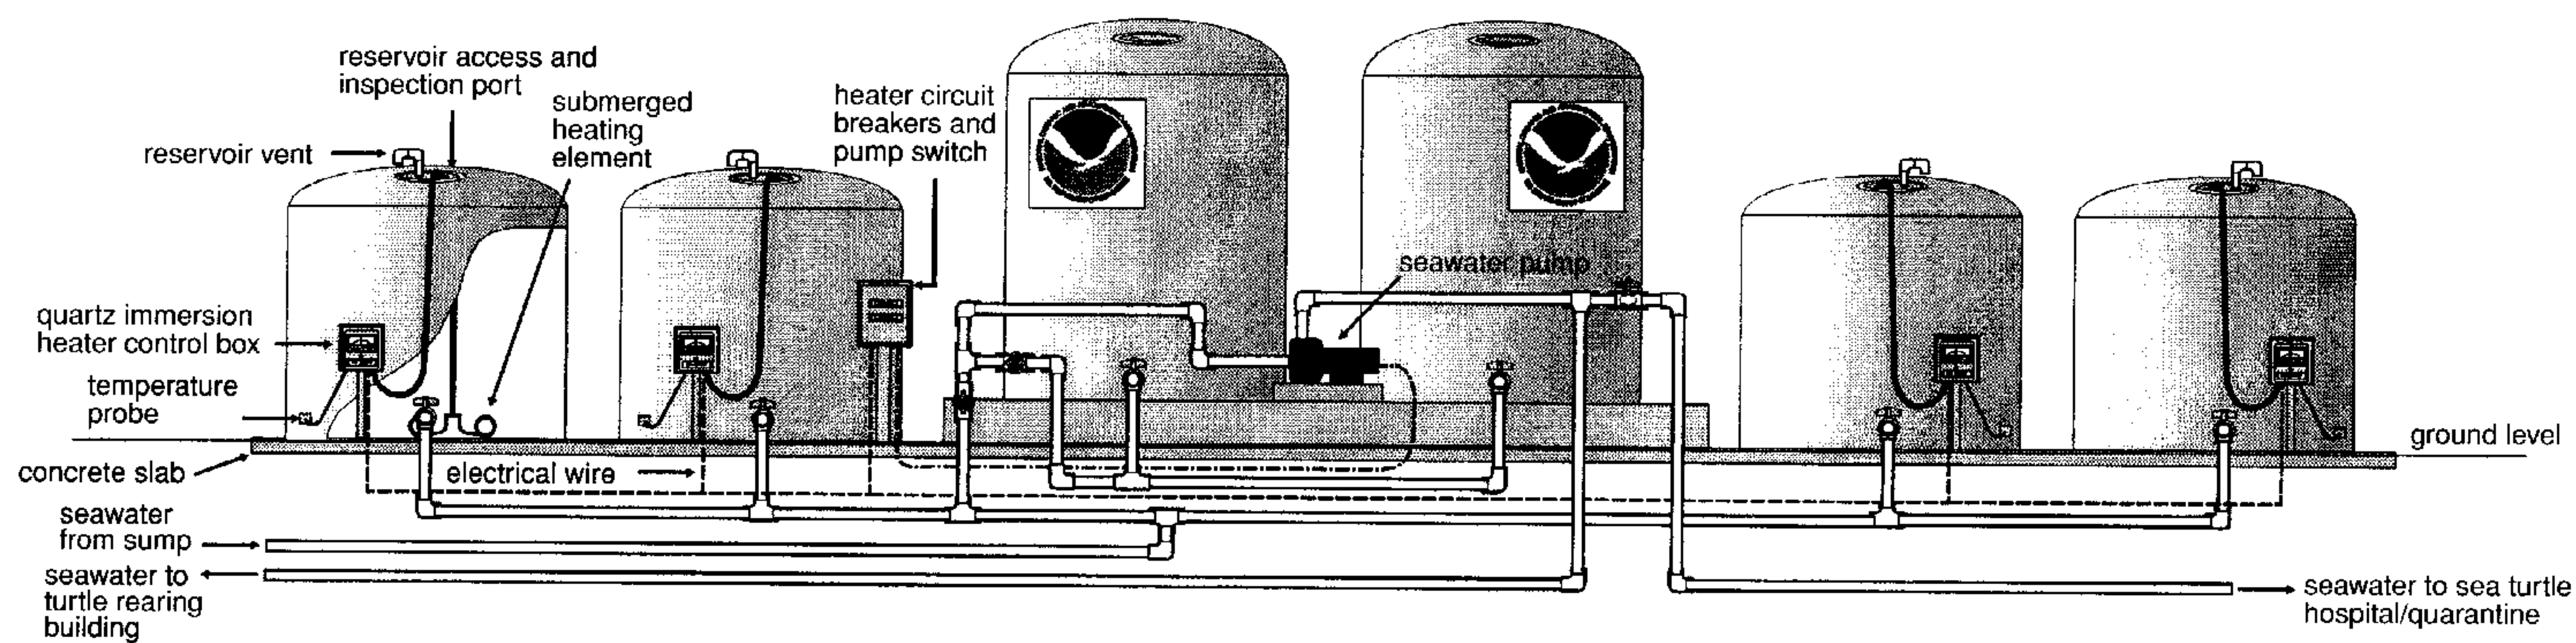 reservoir access and
inspection port
submerged
heating
element
heater circuit
breakers and
pump switch
reservoir vent
seawater pump
quartz immersion
heater control box
temperature
probe
ground level
concrete slab
electrical wire
seawater
from sump
seawater to
turtle rearing
building
seawater to sea turtle
hospital/quarantine